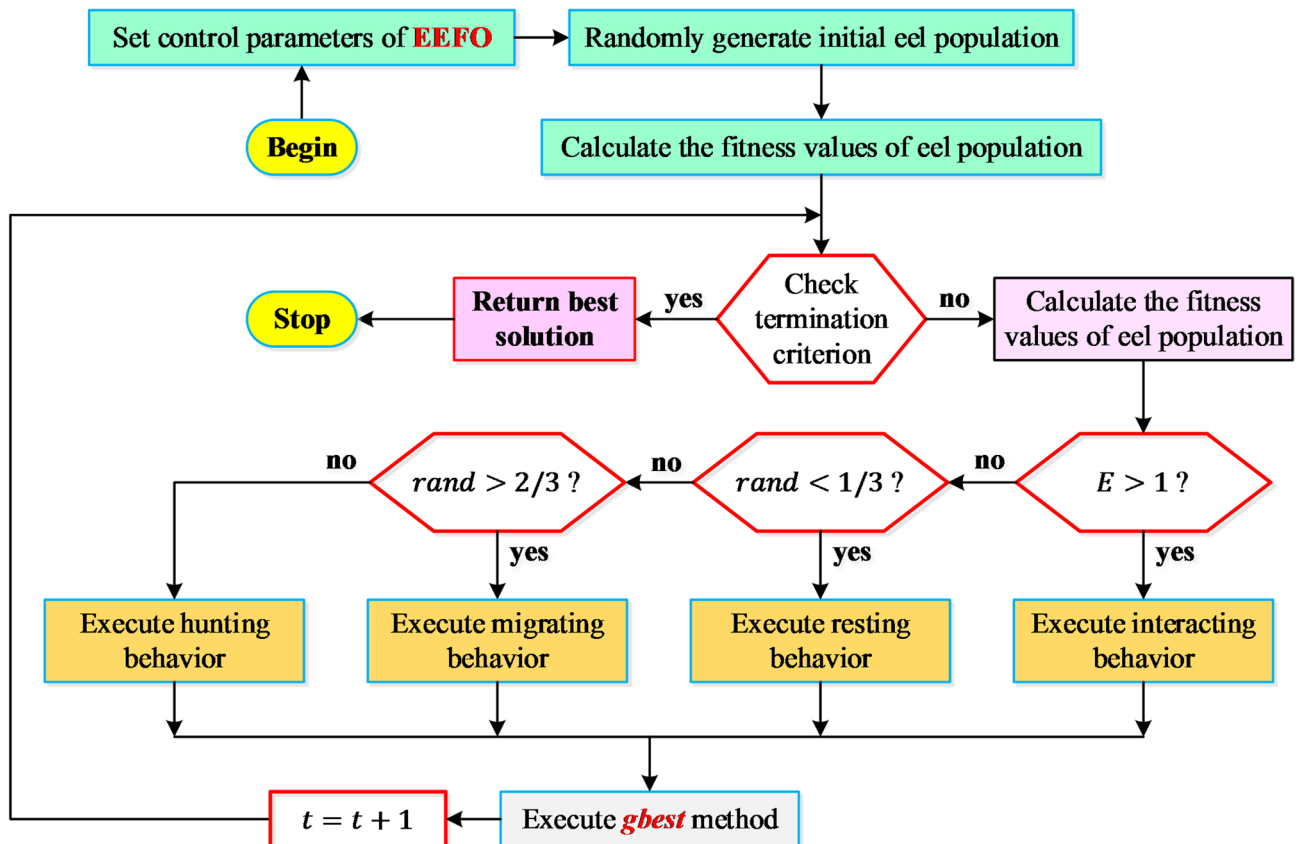 Set control parameters of EEFO
Randomly generate initial eel population
Begin
Calculate the fitness values of eel population
Stop
Return best
solution
yes
Check
termination
criterion
no
Calculate the fitness
values of eel population
no
rand > 2/3 ?
no
rand < 1/3 ?
no
E > 1 ?
yes
yes
yes
Execute hunting
behavior
Execute migrating
behavior
Execute resting
behavior
Execute interacting
behavior
t = t + 1
Execute gbest method